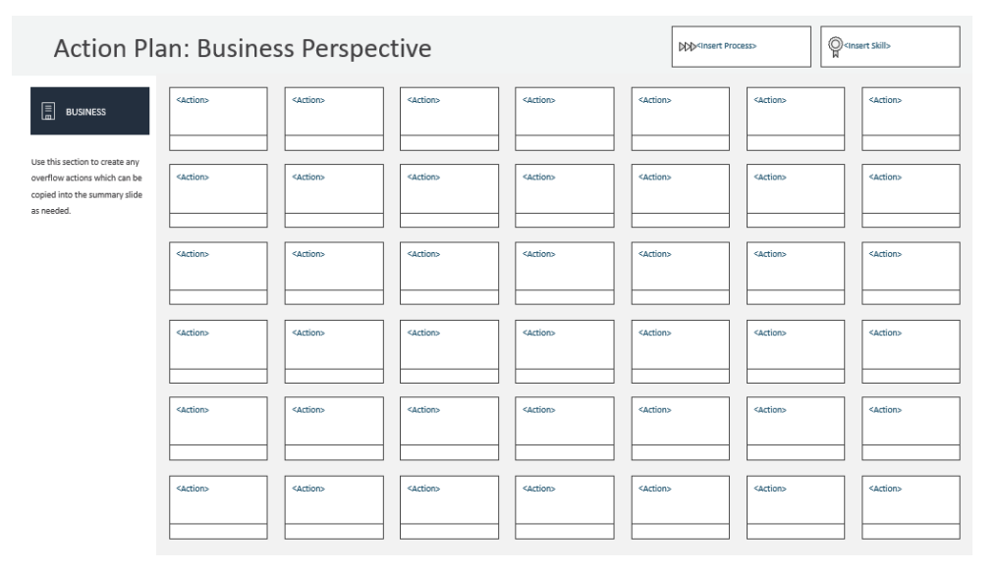 Action Plan: Business Perspective
<Insert Process>
<Insert Skill>
BUSINESS
Use this section to create any
overflow actions which can be
copied into the summary slide
as needed.
<Action> <Action> <Action> <Action> <Action> <Action> <Action>
<Action> <Action> <Action> <Action> <Action> <Action> <Action>
<Action> <Action> <Action> <Action> <Action> <Action> <Action>
<Action> <Action> <Action> <Action> <Action> <Action> <Action>
<Action> <Action> <Action> <Action> <Action> <Action> <Action>
<Action> <Action> <Action> <Action> <Action> <Action> <Action>